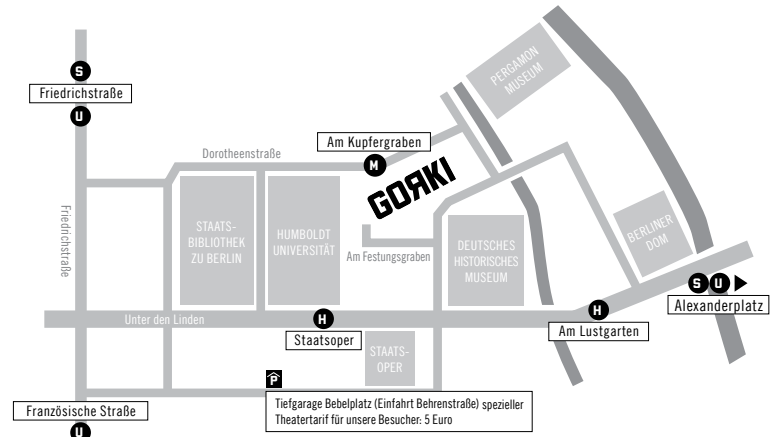 PERGAMON
MUSEUM
S
Friedrichstraße
U
Am Kupfergraben
Dorotheenstraße
M
GORKI
Friedrichstraße
STAATS-
BIBLIOTHEK
ZU BERLIN
HUMBOLDT
UNIVERSITÄT
Am Festungsgraben
DEUTSCHES
HISTORISCHES
MUSEUM
BERLINER
DOM
S U
Alexanderplatz
Unter den Linden
H
Staatsoper
H
Am Lustgarten
STAATS-
OPER
P
Tiefgarage Bebelplatz (Einfahrt Behrenstraße) spezieller
Theatertarif für unsere Besucher: 5 Euro
Französische Straße
U